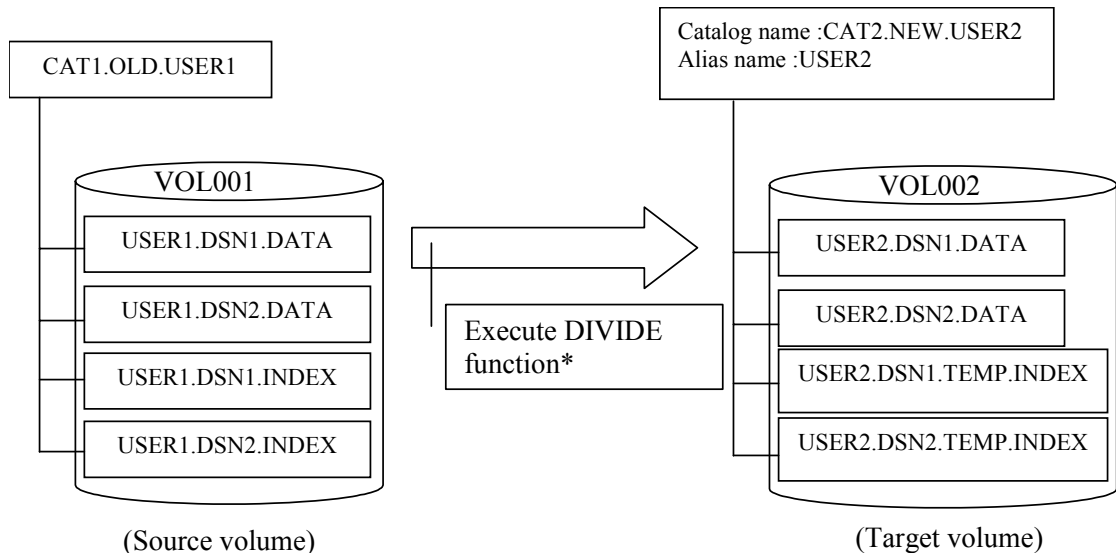 CAT1.OLD.USER1
VOL001
USER1.DSN1.DATA
USER1.DSN2.DATA
USER1.DSN1.INDEX
USER1.DSN2.INDEX
(Source volume)
Execute DIVIDE
function*
Catalog name :CAT2.NEW.USER2
Alias name :USER2
VOL002
USER2.DSN1.DATA
USER2.DSN2.DATA
USER2.DSN1.TEMP.INDEX
USER2.DSN2.TEMP.INDEX
(Target volume)